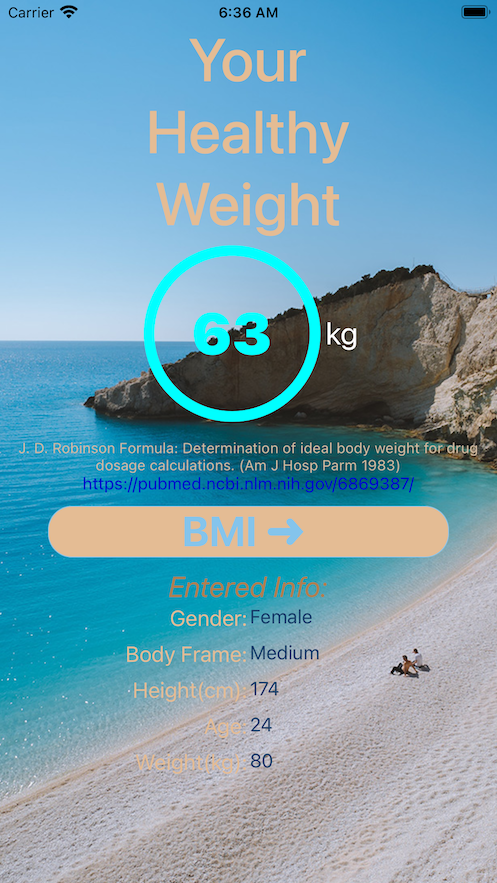 Carrier 6:36 AM
Your
Healthy
Weight
63 kg
J. D. Robinson Formula: Determination of ideal body weight for drug
dosage calculations. (Am J Hosp Parm 1983)
https://pubmed.ncbi.nlm.nih.gov/6869387/
BMI ➜
Entered Info:
Gender: Female
Body Frame: Medium
Height(cm): 174
Age: 24
Weight(kg): 80